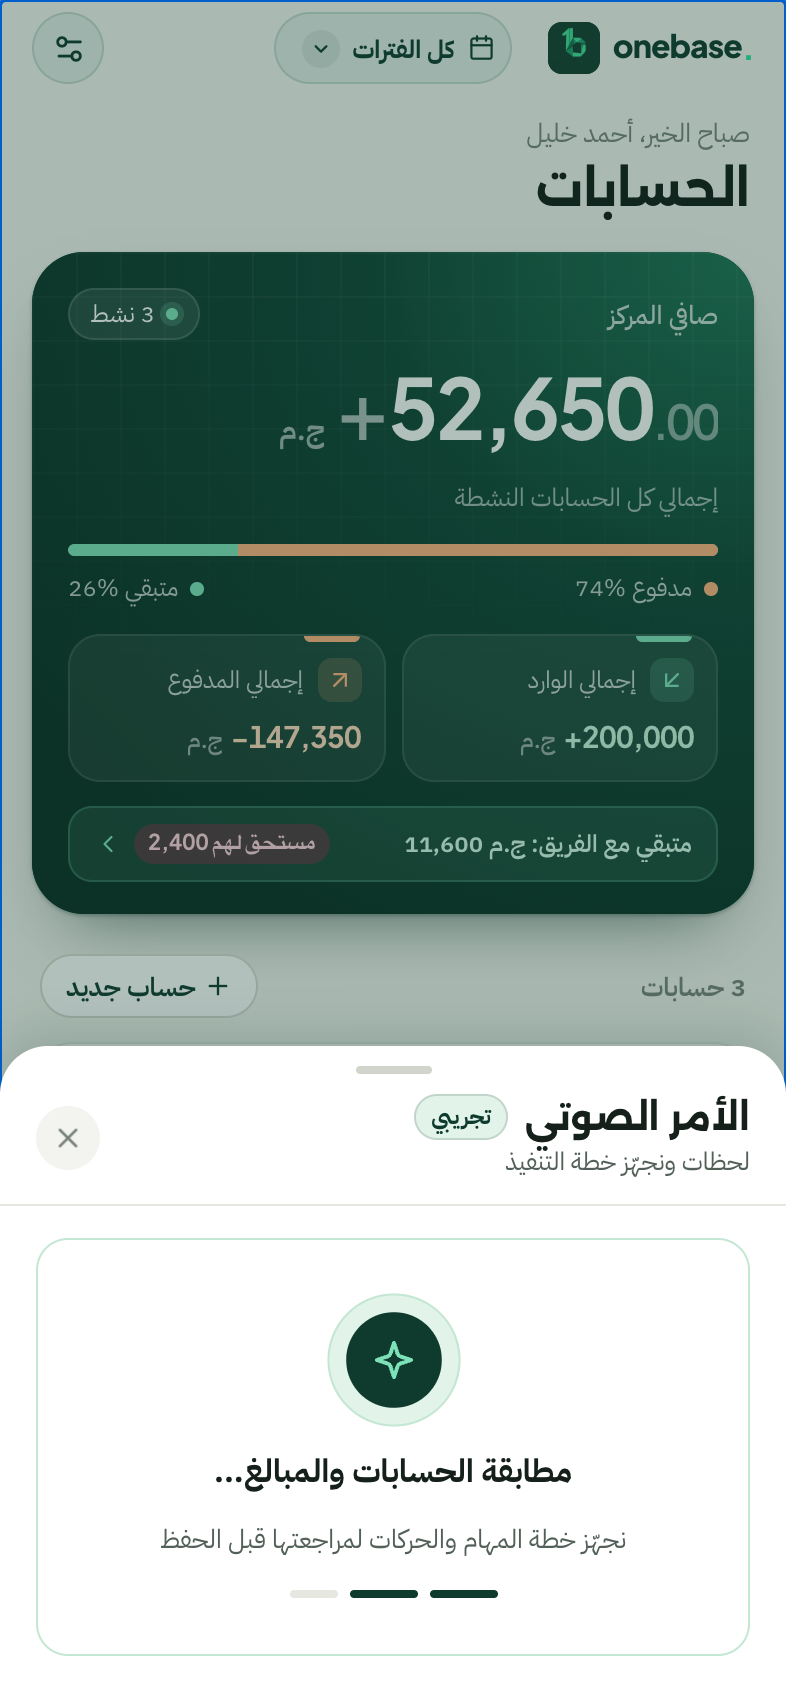 onebase.
كل الفترات
صباح الخير، أحمد خليل
الحسابات
صافي المركز
3 نشط
+52,650.00 ج.م
إجمالي كل الحسابات النشطة
مدفوع 74%
متبقي 26%
إجمالي الوارد
+200,000 ج.م
إجمالي المدفوع
−147,350 ج.م
متبقي مع الفريق: ج.م 11,600
مستحق لهم 2,400
3 حسابات
حساب جديد
الأمر الصوتي
تجريبي
لحظات ونجهّز خطة التنفيذ
مطابقة الحسابات والمبالغ...
نجهّز خطة المهام والحركات لمراجعتها قبل الحفظ